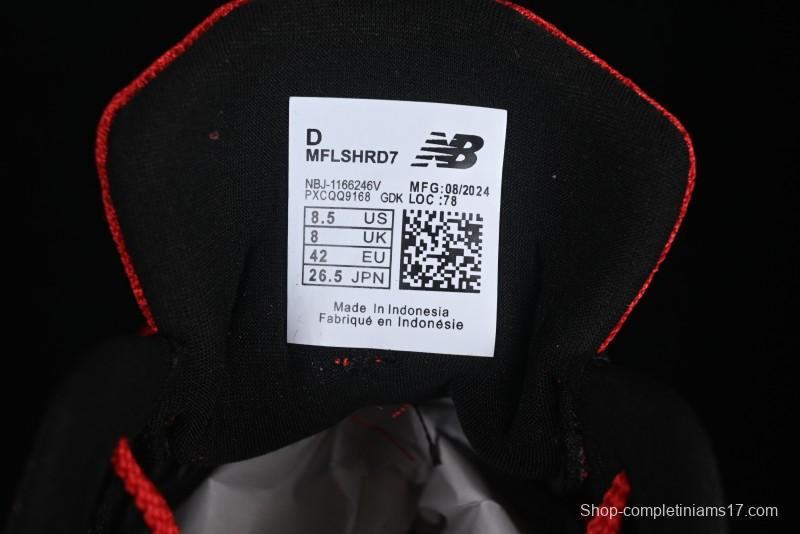 D
MFLSHRD7
NB
NBJ-1166246V
PXCQQ9168 GDK
MFG:08/2024
LOC :78
8.5 US
8 UK
42 EU
26.5 JPN
Made In Indonesia
Fabriqué en Indonésie
Shop-completiniams17.com